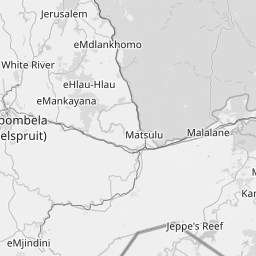 Jerusalem
eMdlankhomo
White River
eHlau-Hlau
eMankayana
ombela
elspruit)
Matsulu
Malalane
Jeppe's Reef
eMjindini